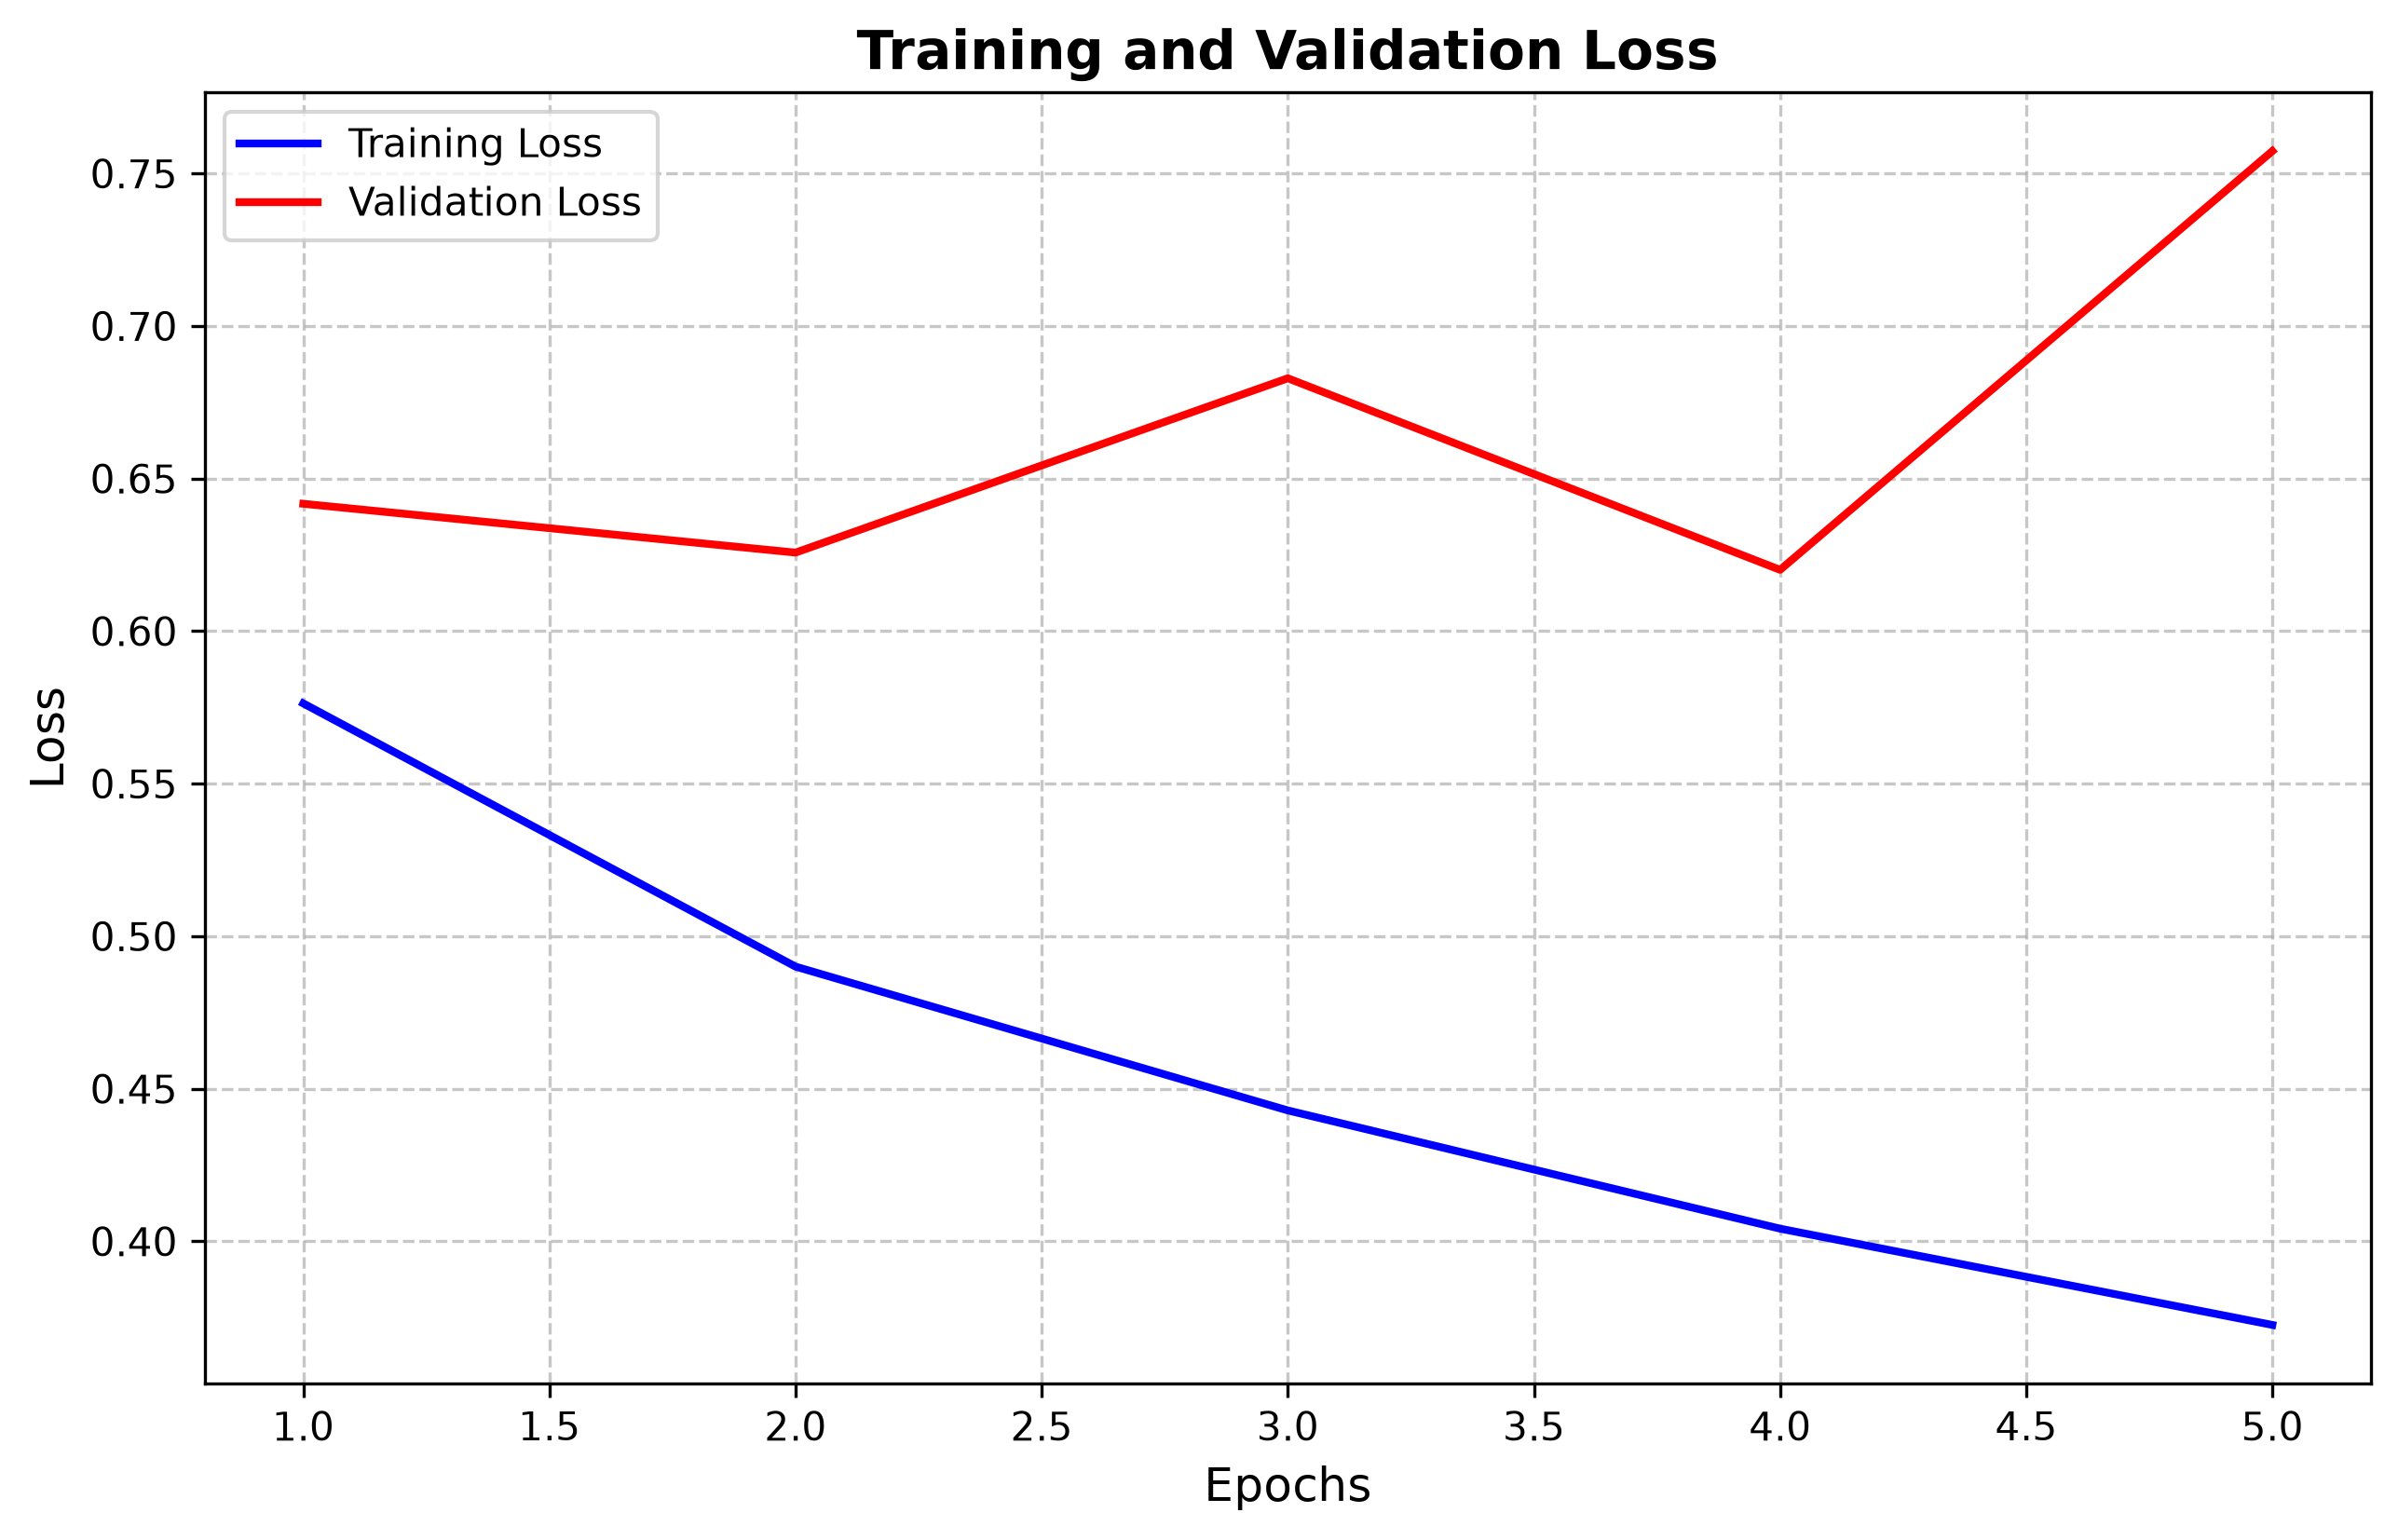 Training and Validation Loss
Training Loss
Validation Loss
0.75
0.70
0.65
0.60
0.55
0.50
0.45
0.40
Loss
1.0 1.5 2.0 2.5 3.0 3.5 4.0 4.5 5.0
Epochs